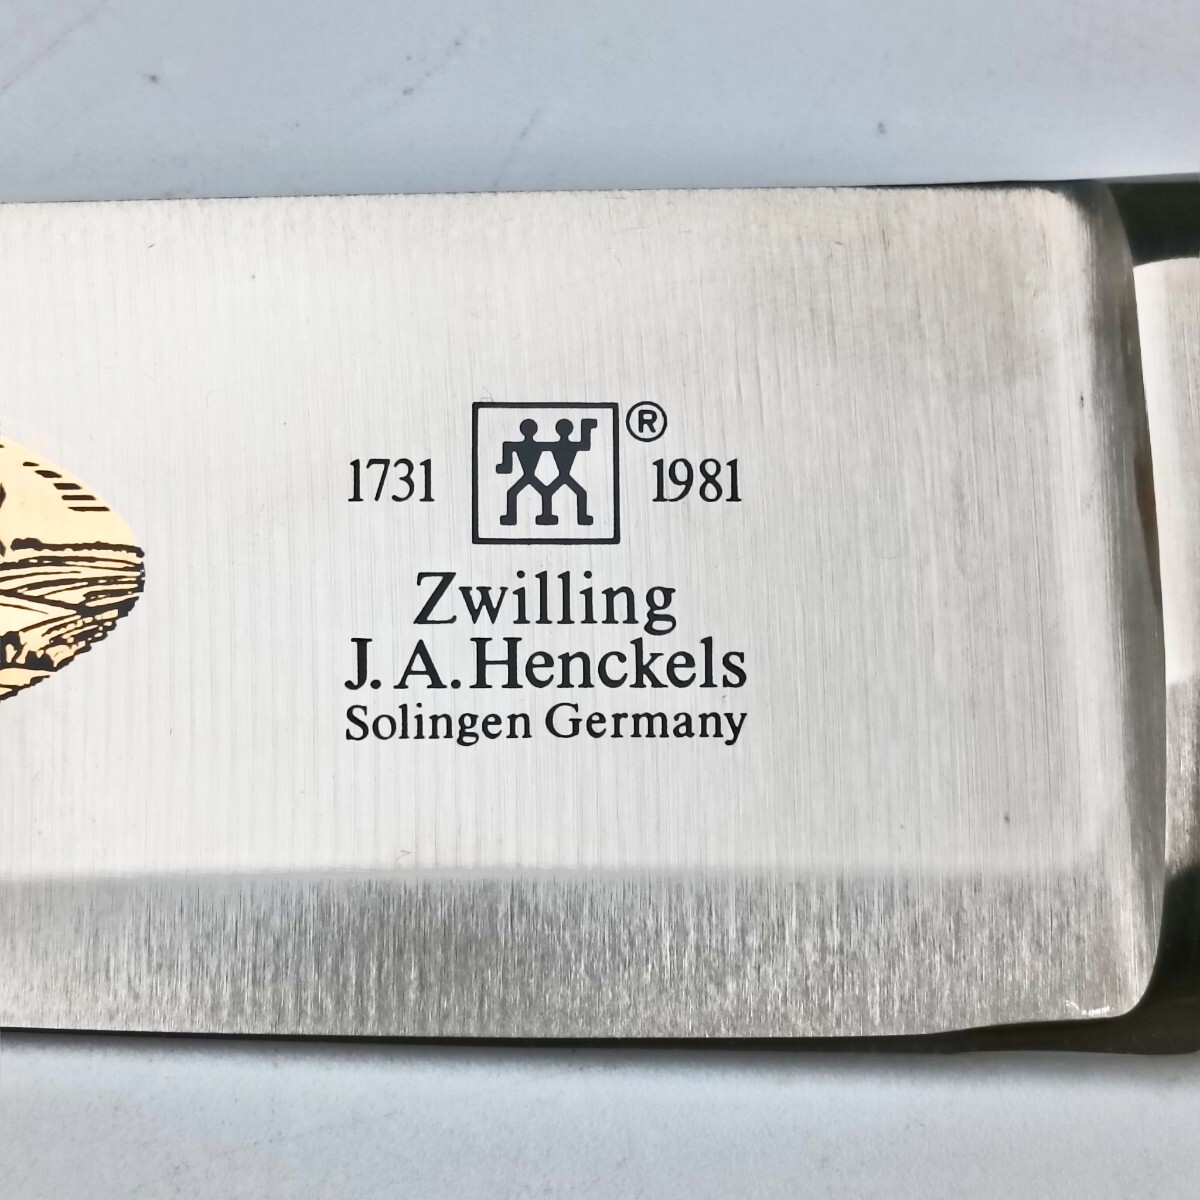 ®
1731 1981
Zwilling
J. A. Henckels
Solingen Germany